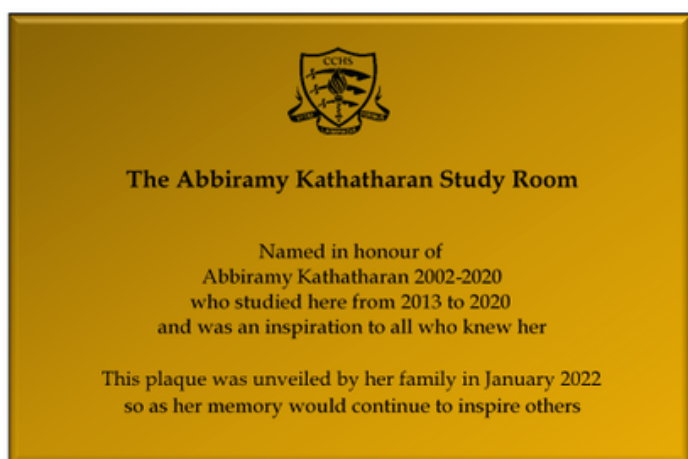 CCHS
The Abbiramy Kathatharan Study Room
Named in honour of
Abbiramy Kathatharan 2002-2020
who studied here from 2013 to 2020
and was an inspiration to all who knew her
This plaque was unveiled by her family in January 2022
so as her memory would continue to inspire others